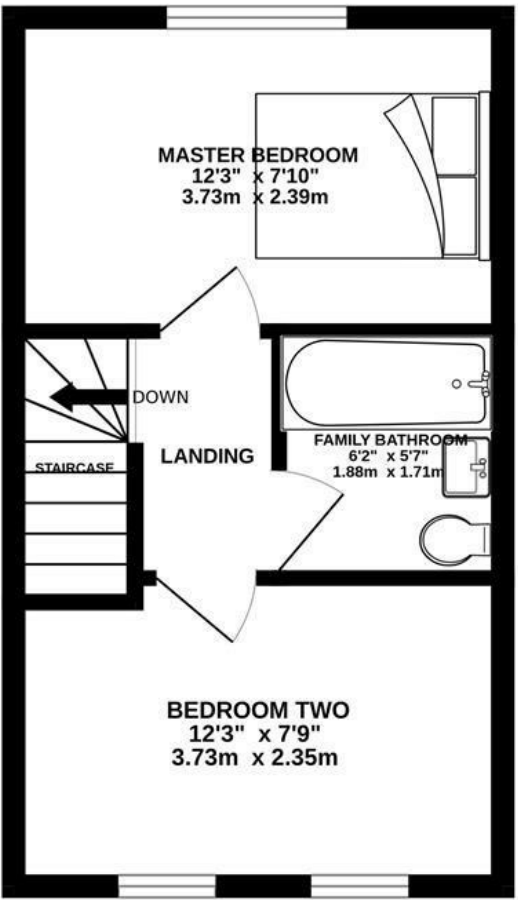 MASTER BEDROOM
12'3" x 7'10"
3.73m x 2.39m
DOWN
LANDING
STAIRCASE
FAMILY BATHROOM
6'2" x 5'7"
1.88m x 1.71m
BEDROOM TWO
12'3" x 7'9"
3.73m x 2.35m